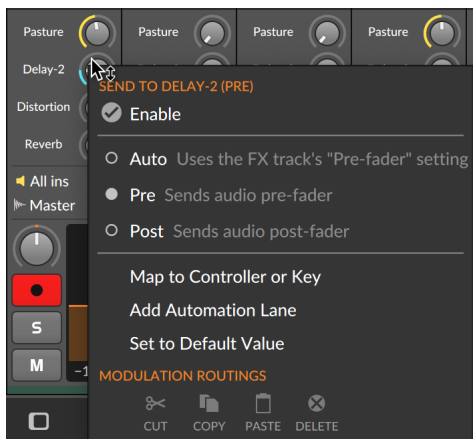 Pasture Pasture Pasture Pasture
Delay-2
SEND TO DELAY-2 (PRE)
Enable
Distortion
Reverb
Auto Uses the FX track's "Pre-fader" setting
All ins
Pre Sends audio pre-fader
Master
Post Sends audio post-fader
Map to Controller or Key
Add Automation Lane
S
Set to Default Value
M
-1
MODULATION ROUTINGS
CUT COPY PASTE DELETE